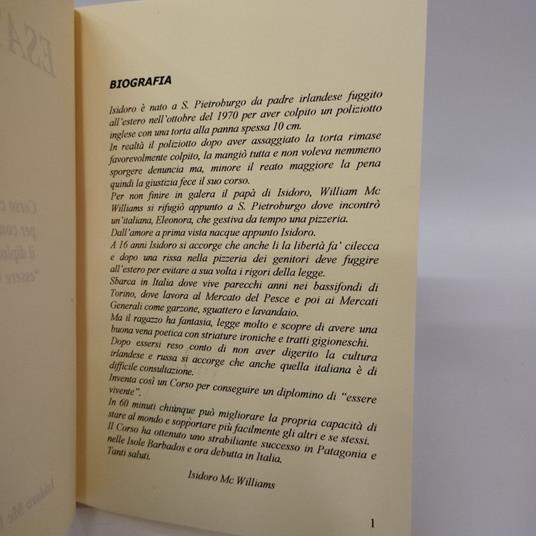 ESA
BIOGRAFIA
Isidoro è nato a S. Pietroburgo da padre irlandese fuggito
all'estero nell'ottobre del 1970 per aver colpito un poliziotto
inglese con una torta alla panna spessa 10 cm.
In realtà il poliziotto dopo aver assaggiato la torta rimase
favorevolmente colpito, la mangiò tutta e non voleva nemmeno
sporgere denuncia ma, minore il reato maggiore la pena
quindi la giustizia fece il suo corso.
Per non finire in galera il papà di Isidoro, William Mc
Williams si rifugiò appunto a S. Pietroburgo dove incontrò
un'italiana, Eleonora, che gestiva da tempo una pizzeria.
Dall'amore a prima vista nacque appunto Isidoro.
A 16 anni Isidoro si accorge che anche lì la libertà fa' cilecca
e dopo una rissa nella pizzeria dei genitori deve fuggire
all'estero per evitare a sua volta i rigori della legge.
Sbarca in Italia dove vive parecchi anni nei bassifondi di
Torino, dove lavora al Mercato del Pesce e poi ai Mercati
Generali come garzone, sguattero e lavandaio.
Ma il ragazzo ha fantasia, legge molto e scopre di avere una
buona vena poetica con striature ironiche e tratti gigioneschi.
Dopo essersi reso conto di non aver digerito la cultura
irlandese e russa si accorge che anche quella italiana è di
difficile consultazione.
Inventa così un Corso per conseguire un diplomino di "essere
vivente".
In 60 minuti chiunque può migliorare la propria capacità di
stare al mondo e sopportare più facilmente gli altri e se stessi.
Il Corso ha ottenuto uno strabiliante successo in Patagonia e
nelle Isole Barbados e ora debutta in Italia.
Tanti saluti.
Isidoro Mc Williams
1
Corso
per con
il diplo
"essere
Isidoro Mc